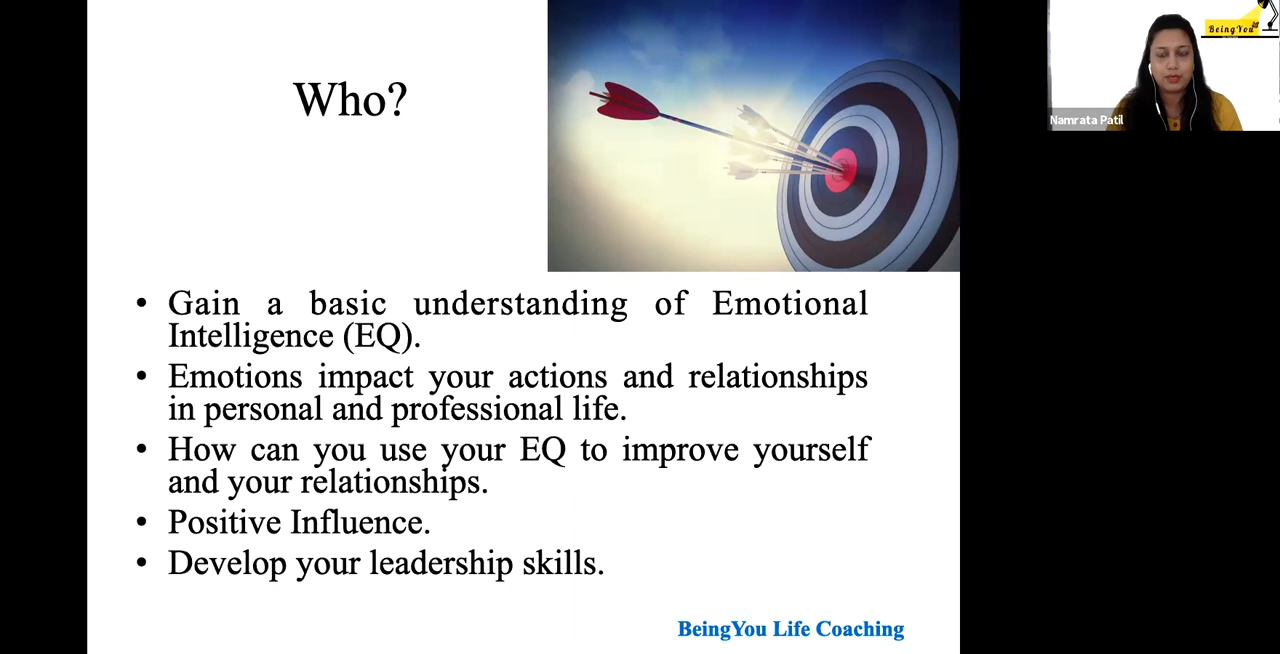 Who?
BeingYou
Namrata Patil
• Gain a basic understanding of Emotional
Intelligence (EQ).
• Emotions impact your actions and relationships
in personal and professional life.
• How can you use your EQ to improve yourself
and your relationships.
• Positive Influence.
• Develop your leadership skills.
BeingYou Life Coaching